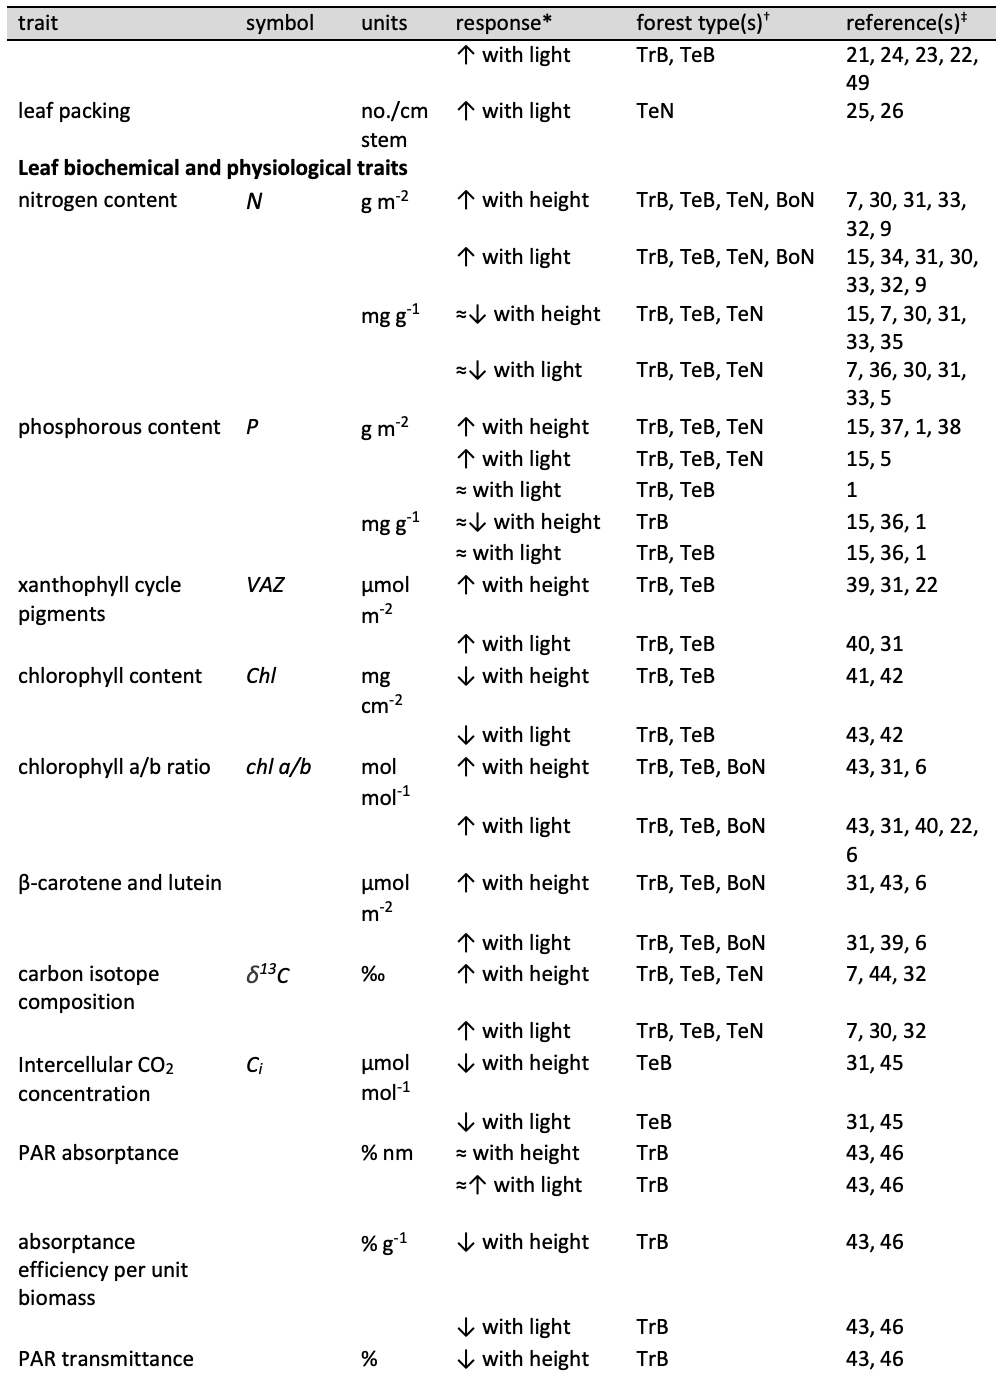 trait symbol units response* forest type(s)† reference(s)‡
↑ with light TrB, TeB 21, 24, 23, 22,
49
leaf packing no./cm ↑ with light TeN 25, 26
stem
Leaf biochemical and physiological traits
nitrogen content N g m-2 ↑ with height TrB, TeB, TeN, BoN 7, 30, 31, 33,
32, 9
↑ with light TrB, TeB, TeN, BoN 15, 34, 31, 30,
33, 32, 9
mg g-1 ≈↓ with height TrB, TeB, TeN 15, 7, 30, 31,
33, 35
≈↓ with light TrB, TeB, TeN 7, 36, 30, 31,
33, 5
phosphorous content P g m-2 ↑ with height TrB, TeB, TeN 15, 37, 1, 38
↑ with light TrB, TeB, TeN 15, 5
≈ with light TrB, TeB 1
mg g-1 ≈↓ with height TrB 15, 36, 1
≈ with light TrB, TeB 15, 36, 1
xanthophyll cycle VAZ μmol ↑ with height TrB, TeB 39, 31, 22
pigments m-2
↑ with light TrB, TeB 40, 31
chlorophyll content Chl mg ↓ with height TrB, TeB 41, 42
cm-2
↓ with light TrB, TeB 43, 42
chlorophyll a/b ratio chl a/b mol ↑ with height TrB, TeB, BoN 43, 31, 6
mol-1
↑ with light TrB, TeB, BoN 43, 31, 40, 22,
6
β-carotene and lutein μmol ↑ with height TrB, TeB, BoN 31, 43, 6
m-2
↑ with light TrB, TeB, BoN 31, 39, 6
carbon isotope δ13C ‰ ↑ with height TrB, TeB, TeN 7, 44, 32
composition
↑ with light TrB, TeB, TeN 7, 30, 32
Intercellular CO2 Ci μmol ↓ with height TeB 31, 45
concentration mol-1
↓ with light TeB 31, 45
PAR absorptance % nm ≈ with height TrB 43, 46
≈↑ with light TrB 43, 46
absorptance % g-1 ↓ with height TrB 43, 46
efficiency per unit
biomass
↓ with light TrB 43, 46
PAR transmittance % ↓ with height TrB 43, 46